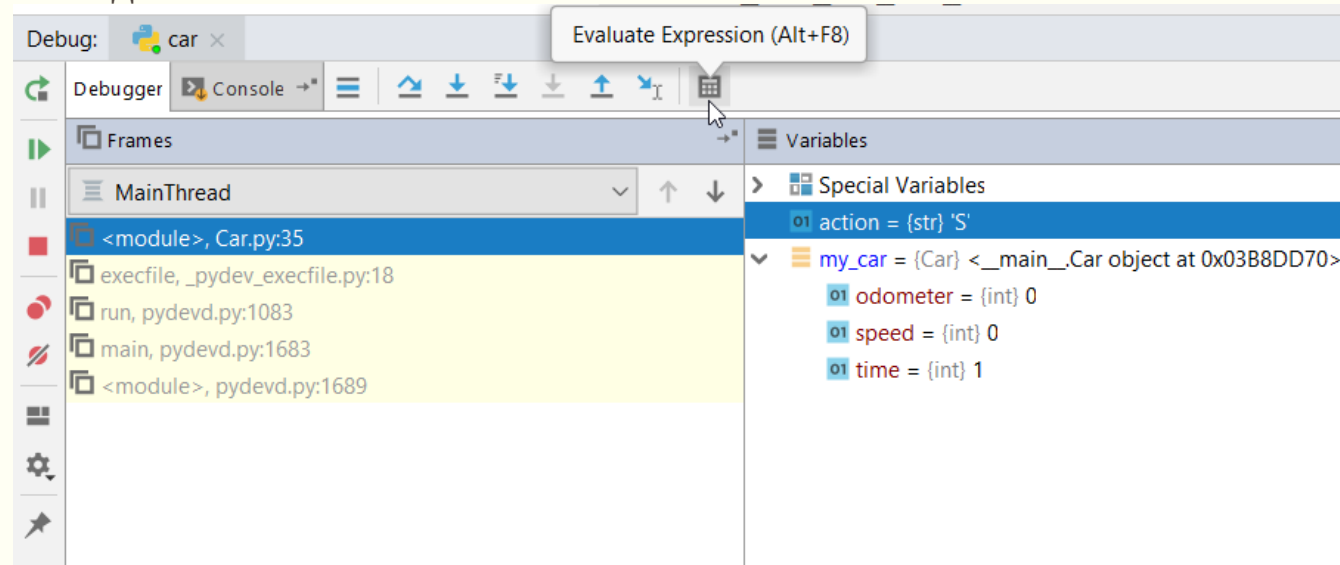 Evaluate Expression (Alt+F8)
Debug: car
Debugger Console
Frames
Variables
MainThread
Special Variables
<module>, Car.py:35
action = {str} 'S'
execfile, _pydev_execfile.py:18
my_car = {Car} <__main__.Car object at 0x03B8DD70>
run, pydevd.py:1083
odometer = {int} 0
main, pydevd.py:1683
speed = {int} 0
<module>, pydevd.py:1689
time = {int} 1